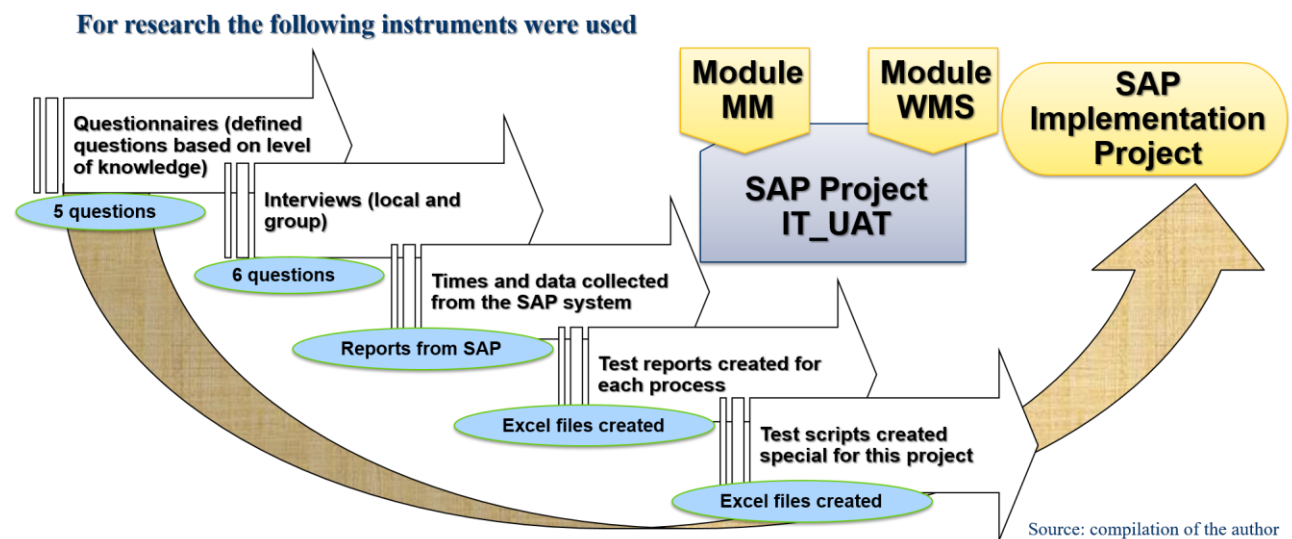 For research the following instruments were used
Module
MM
Module
WMS
SAP
Implementation
Project
SAP Project
IT_UAT
Questionnaires (defined
questions based on level
of knowledge)
5 questions
Interviews (local and
group)
6 questions
Times and data collected
from the SAP system
Reports from SAP
Test reports created for
each process
Excel files created
Test scripts created
special for this project
Excel files created
Source: compilation of the author